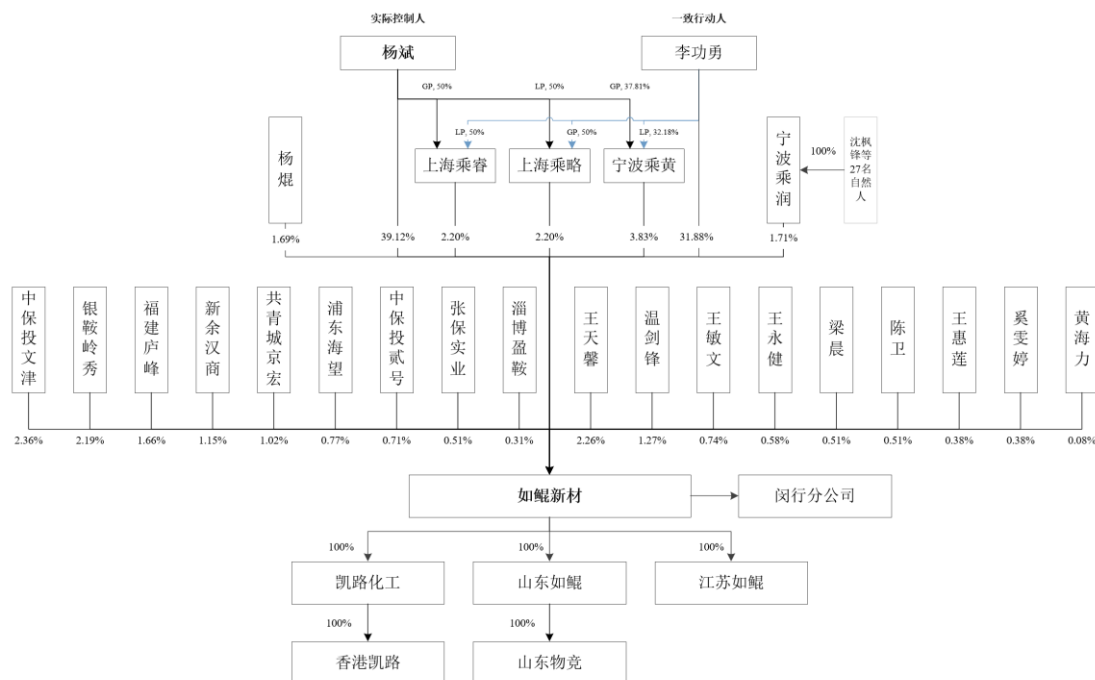 实际控制人
一致行动人
杨斌
李功勇
GP, 50%
LP, 50%
GP, 37.81%
LP, 50%
GP, 50%
LP, 32.18%
杨焜
上海乘睿
上海乘略
宁波乘黄
宁波乘润
100%
沈枫
锋等
27名
自然
人
1.69%
39.12%
2.20%
2.20%
3.83%
31.88%
1.71%
中保投文津
银鞍岭秀
福建庐峰
新余汉商
共青城京宏
浦东海望
中保投贰号
张保实业
淄博盈鞍
王天馨
温剑锋
王敏文
王永健
梁晨
陈卫
王惠莲
奚雯婷
黄海力
2.36%
2.19%
1.66%
1.15%
1.02%
0.77%
0.71%
0.51%
0.31%
2.26%
1.27%
0.74%
0.58%
0.51%
0.51%
0.38%
0.38%
0.08%
如鲲新材
闵行分公司
100%
100%
100%
凯路化工
山东如鲲
江苏如鲲
100%
100%
香港凯路
山东物竞